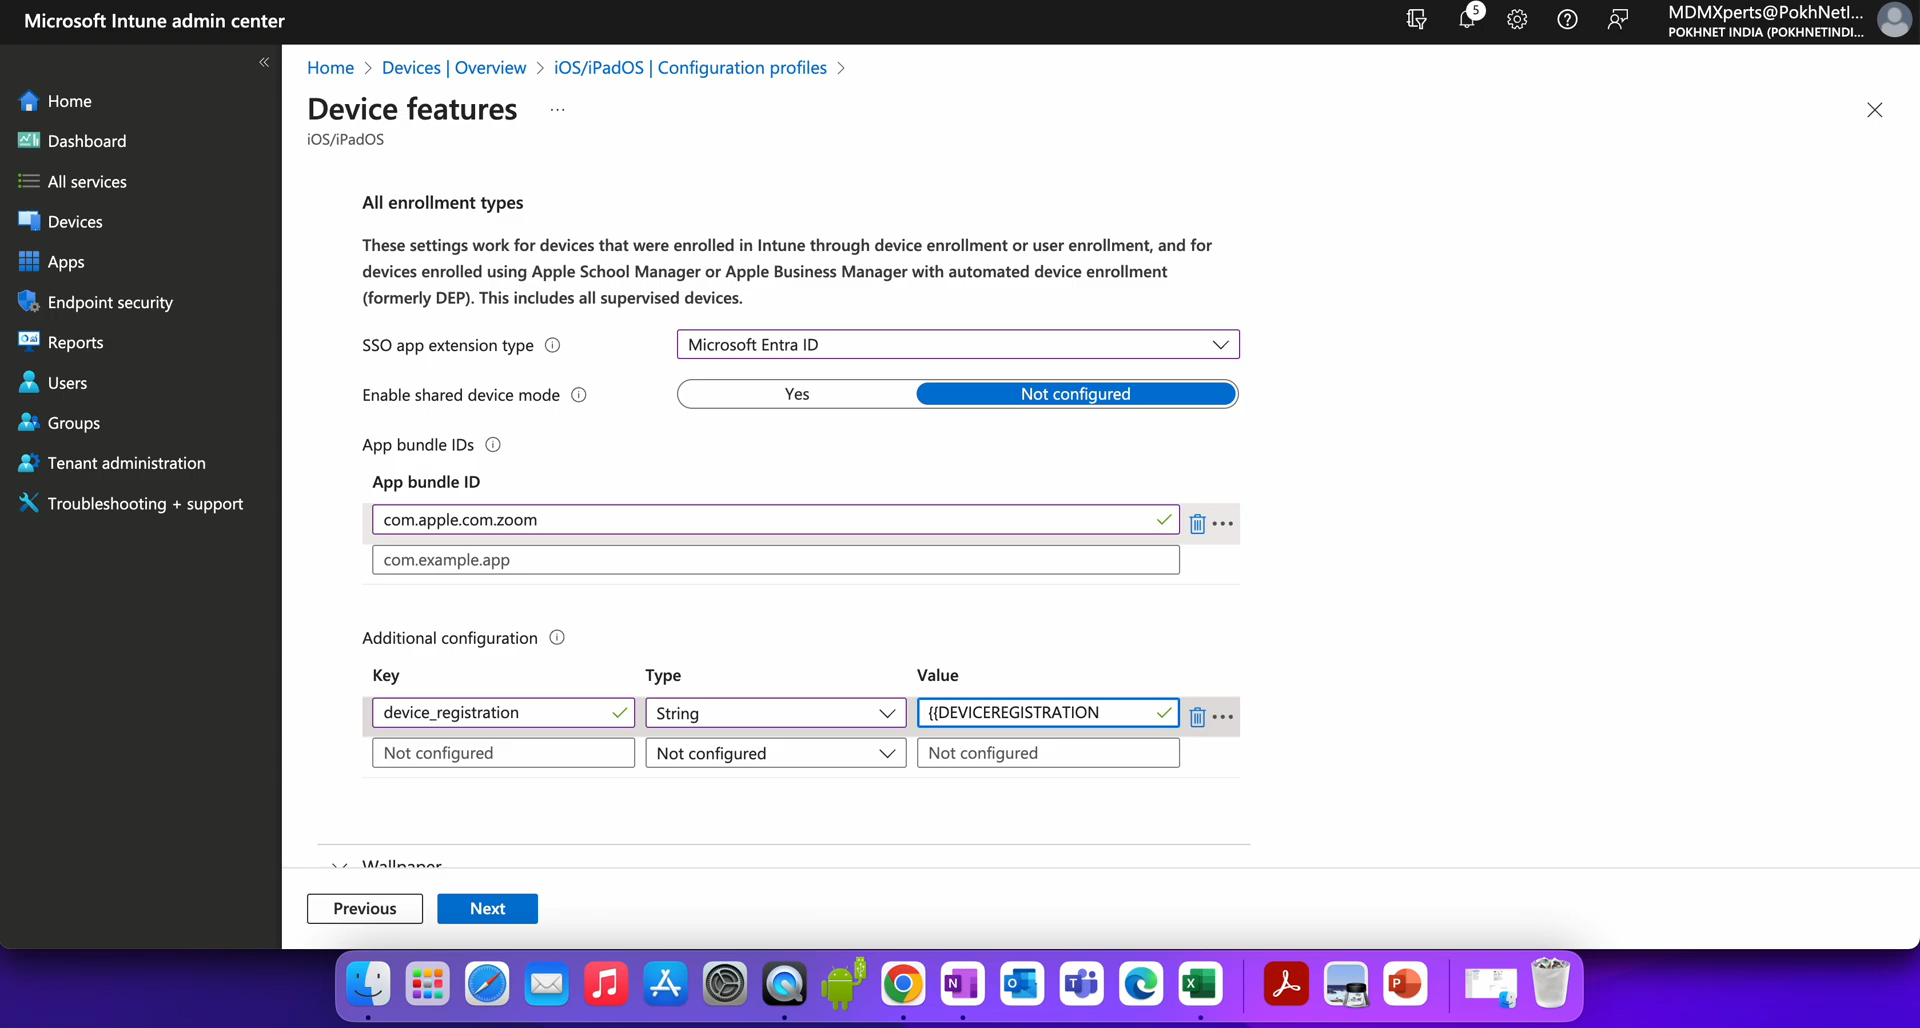 Microsoft Intune admin center
5
MDMXperts@PokhNetI...
POKHNET INDIA (POKHNETINDI...
«
Home
Dashboard
All services
Devices
Apps
Endpoint security
Reports
Users
Groups
Tenant administration
Troubleshooting + support
Home > Devices | Overview > iOS/iPadOS | Configuration profiles >
Device features ...
iOS/iPadOS
All enrollment types
These settings work for devices that were enrolled in Intune through device enrollment or user enrollment, and for
devices enrolled using Apple School Manager or Apple Business Manager with automated device enrollment
(formerly DEP). This includes all supervised devices.
SSO app extension type
Microsoft Entra ID
Enable shared device mode
Yes
Not configured
App bundle IDs
App bundle ID
com.apple.com.zoom
com.example.app
Additional configuration
Key Type Value
device_registration String {{DEVICEREGISTRATION
Not configured Not configured Not configured
Wallpaper
Previous Next